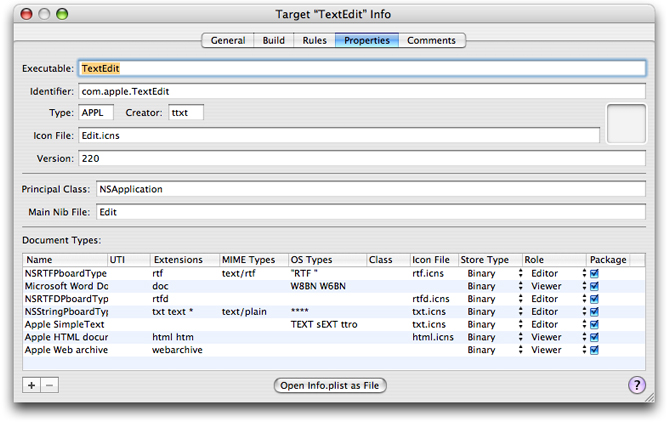 Target “TextEdit” Info
General Build Rules Properties Comments
Executable: TextEdit
Identifier: com.apple.TextEdit
Type: APPL Creator: ttxt
Icon File: Edit.icns
Version: 220
Principal Class: NSApplication
Main Nib File: Edit
Document Types:
Name UTI Extensions MIME Types OS Types Class Icon File Store Type Role Package
NSRTFPboardType rtf text/rtf "RTF " rtf.icns Binary Editor
Microsoft Word Do doc W8BN W6BN Binary Viewer
NSRTFDPboardTyp rtfd rtfd.icns Binary Editor
NSStringPboardTyp txt text * text/plain **** txt.icns Binary Editor
Apple SimpleText TEXT sEXT ttro txt.icns Binary Editor
Apple HTML docur html htm html.icns Binary Viewer
Apple Web archive webarchive Binary Viewer
+ − Open Info.plist as File ?